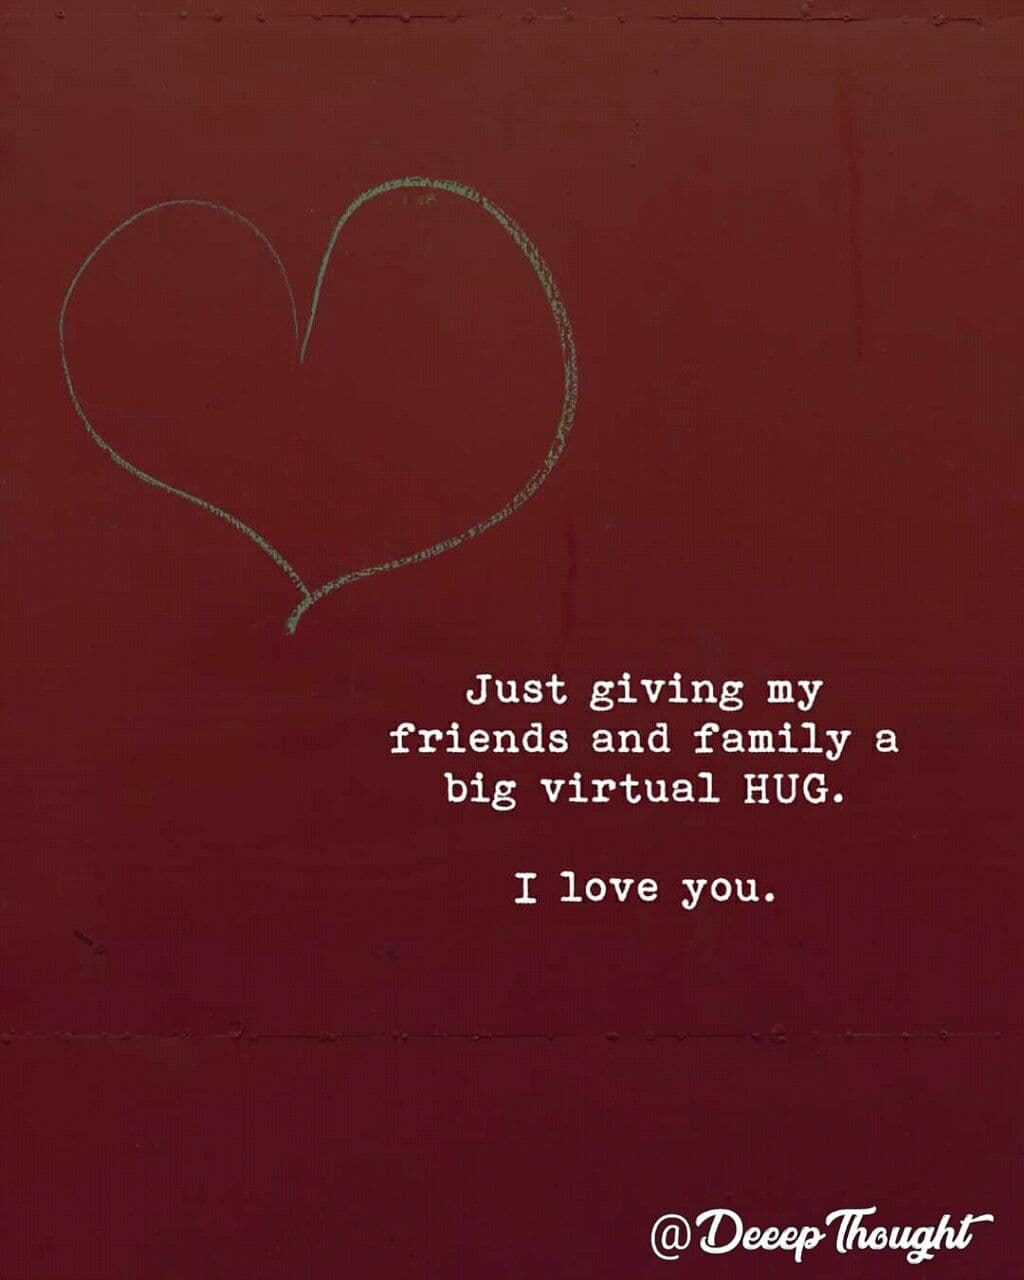 Just giving my
friends and family a
big virtual HUG.
I love you.
@Deeep Thought